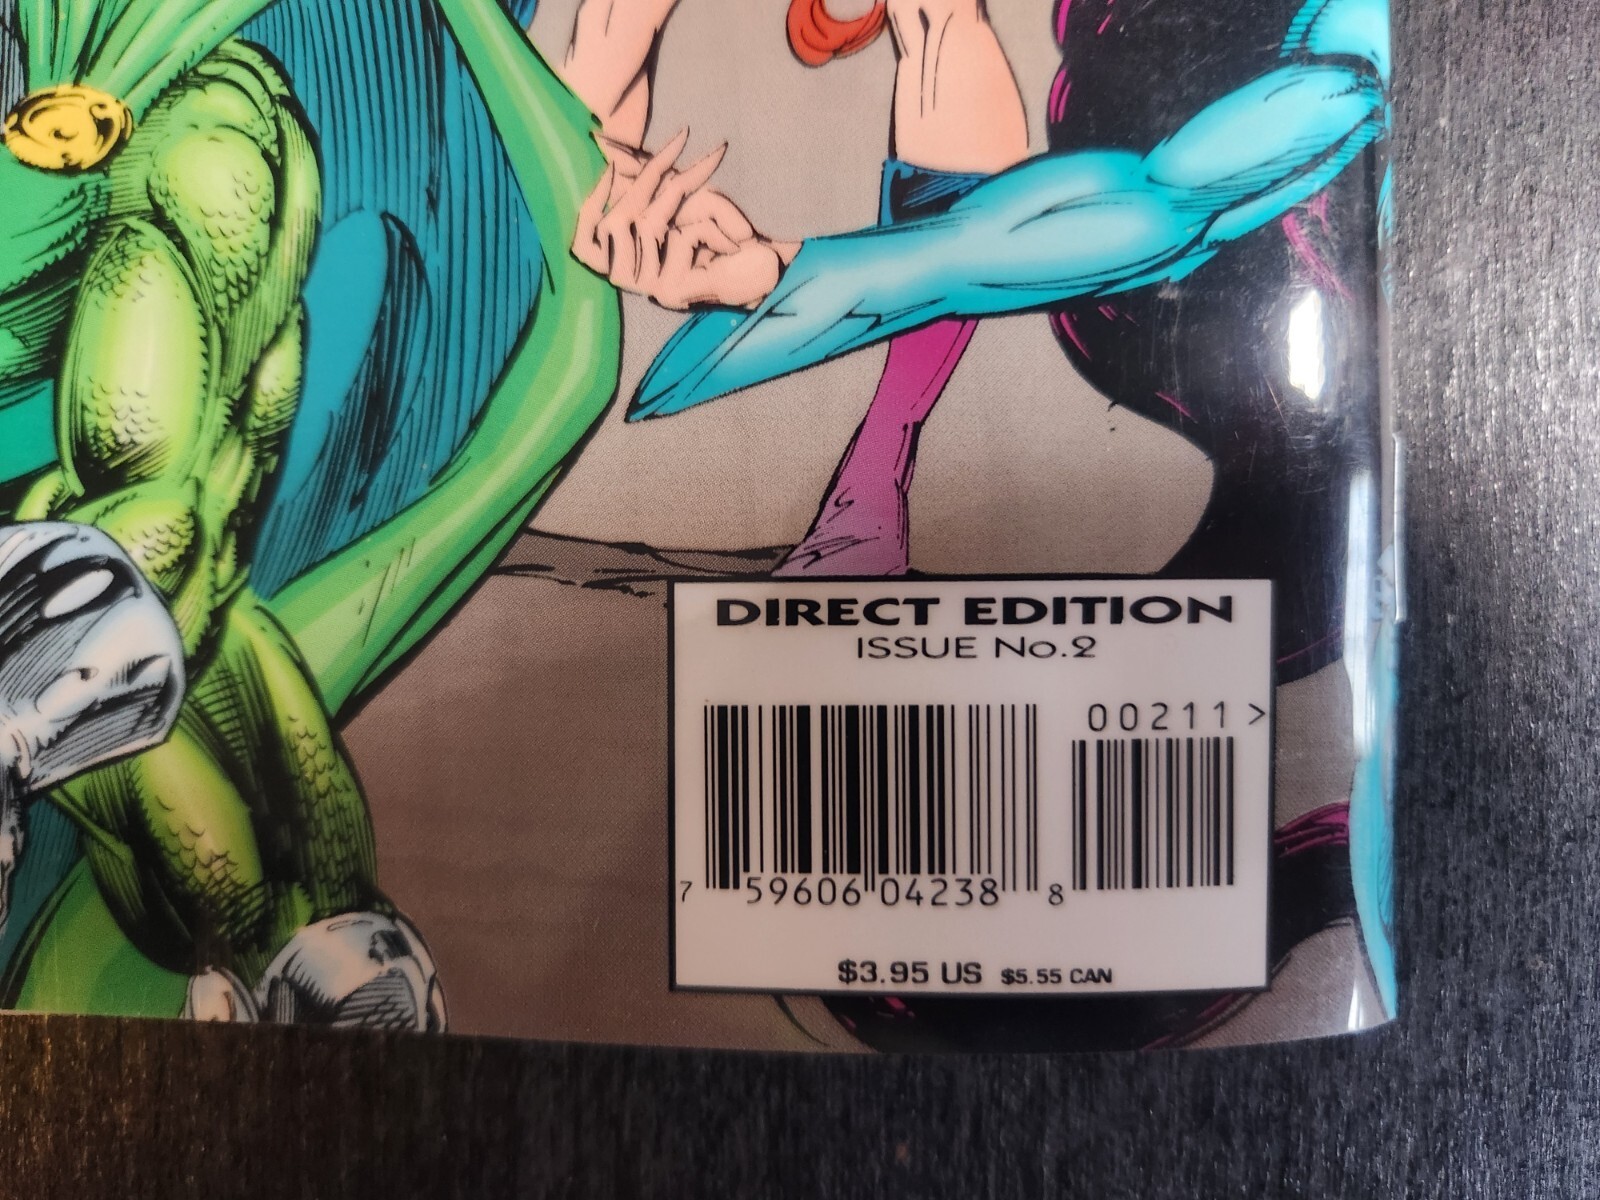 DIRECT EDITION
ISSUE No.2
00211 >
7 59606 04238 8
$3.95 US $5.55 CAN